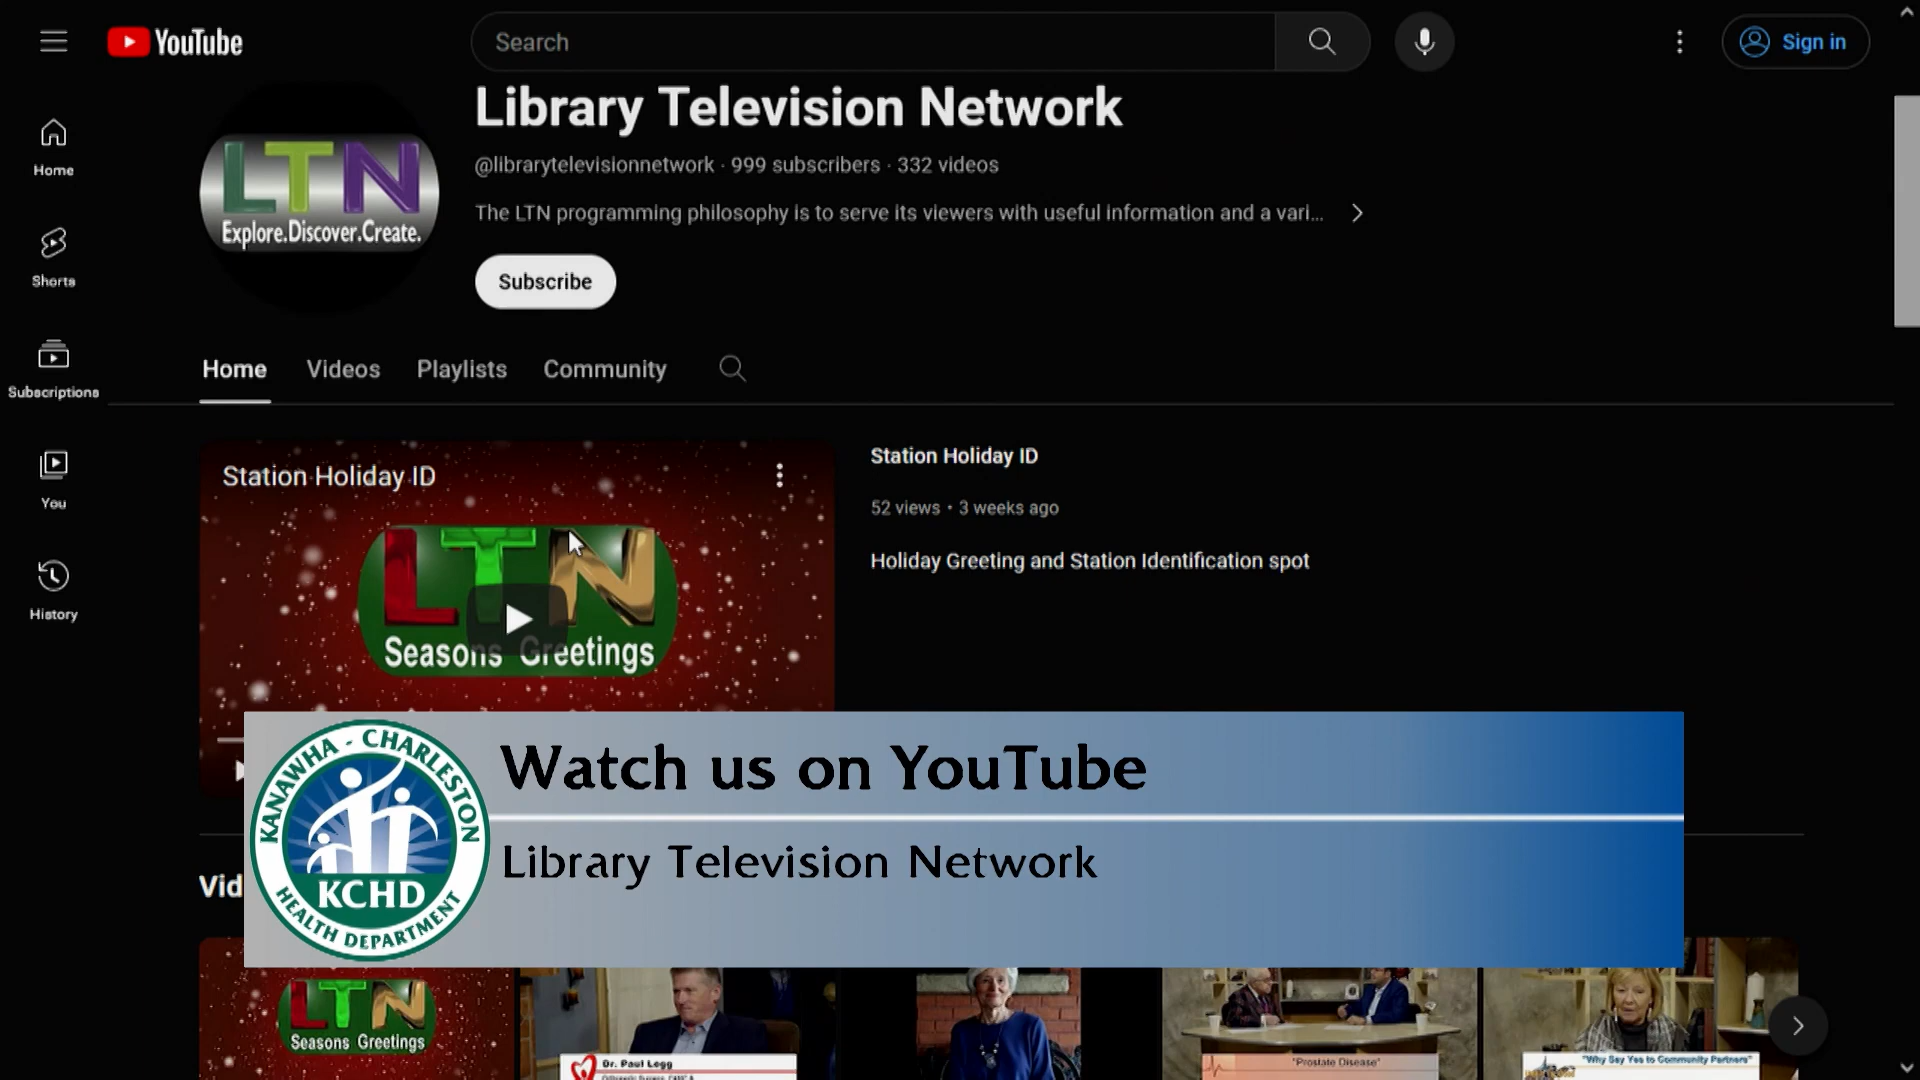 YouTube
Search
Sign in
Library Television Network
@librarytelevisionnetwork · 999 subscribers · 332 videos
The LTN programming philosophy is to serve its viewers with useful information and a vari...
Subscribe
LTN
Explore.Discover.Create.
Home
Shorts
Subscriptions
You
History
Home
Videos
Playlists
Community
Station Holiday ID
LTN
Seasons Greetings
Station Holiday ID
52 views • 3 weeks ago
Holiday Greeting and Station Identification spot
Watch us on YouTube
Library Television Network
KANAWHA - CHARLESTON
KCHD
HEALTH DEPARTMENT
Vid
LTN
Seasons Greetings
Dr. Paul Legg
"Prostate Disease"
"Why Say Yes to Community Partners"